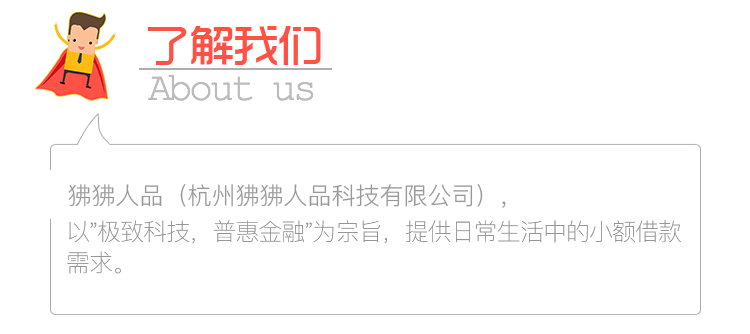 了解我们
About us
狒狒人品（杭州狒狒人品科技有限公司），
以”极致科技，普惠金融”为宗旨，提供日常生活中的小额借款
需求。